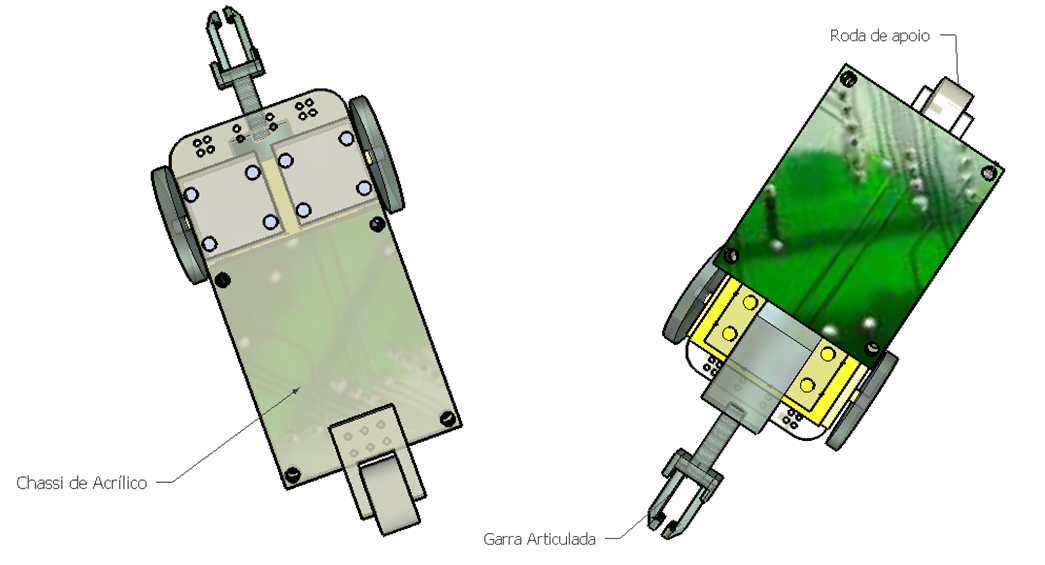 Roda de apoio
Chassi de Acrílico
Garra Articulada